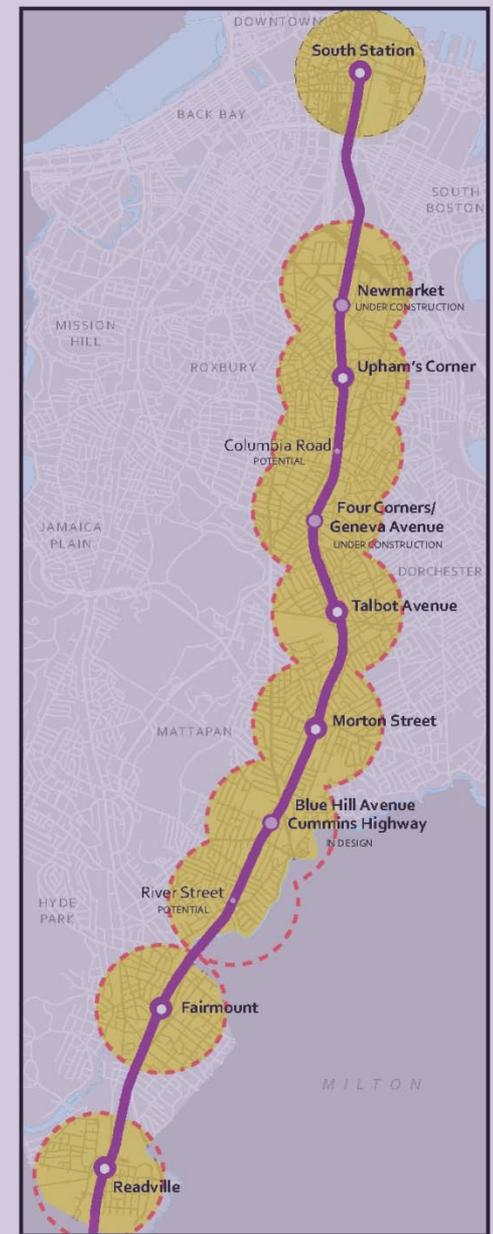 DOWNTOWN
South Station
BACK BAY
SOUTH
BOSTON
Newmarket
UNDER CONSTRUCTION
MISSION
HILL
ROXBURY
Upham's Corner
Columbia Road
POTENTIAL
Four Corners/
Geneva Avenue
UNDER CONSTRUCTION
JAMAICA
PLAIN
DORCHESTER
Talbot Avenue
Morton Street
MATTAPAN
Blue Hill Avenue
Cummins Highway
IN DESIGN
River Street
POTENTIAL
HYDE
PARK
Fairmount
MILTON
Readville